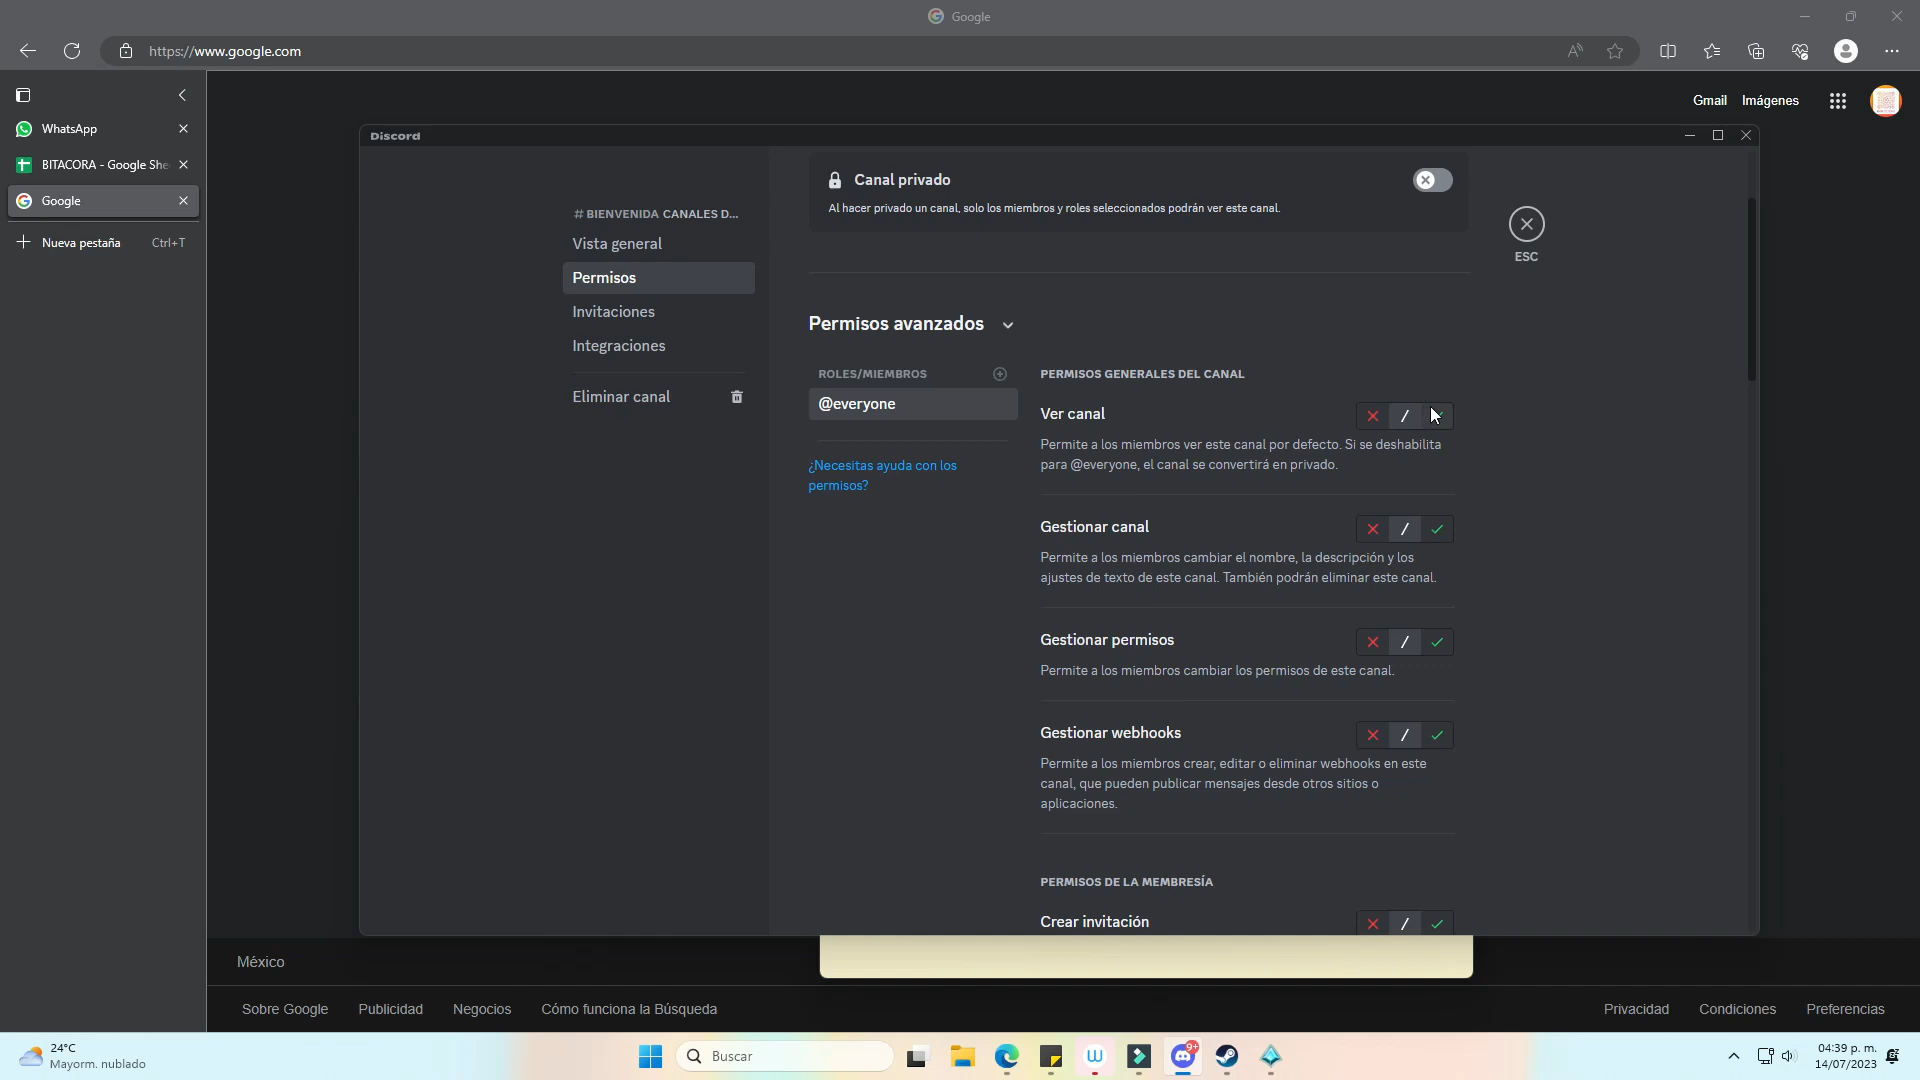 Google
https://www.google.com
WhatsApp
BITACORA - Google She
Google
Nueva pestaña Ctrl+T
Gmail Imágenes
Discord
Canal privado
Al hacer privado un canal, solo los miembros y roles seleccionados podrán ver este canal.
# BIENVENIDA CANALES D...
Vista general
Permisos
Invitaciones
Integraciones
Eliminar canal
ESC
Permisos avanzados
ROLES/MIEMBROS
@everyone
¿Necesitas ayuda con los
permisos?
PERMISOS GENERALES DEL CANAL
Ver canal
Permite a los miembros ver este canal por defecto. Si se deshabilita
para @everyone, el canal se convertirá en privado.
Gestionar canal
Permite a los miembros cambiar el nombre, la descripción y los
ajustes de texto de este canal. También podrán eliminar este canal.
Gestionar permisos
Permite a los miembros cambiar los permisos de este canal.
Gestionar webhooks
Permite a los miembros crear, editar o eliminar webhooks en este
canal, que pueden publicar mensajes desde otros sitios o
aplicaciones.
PERMISOS DE LA MEMBRESÍA
Crear invitación
México
Sobre Google Publicidad Negocios Cómo funciona la Búsqueda
Privacidad Condiciones Preferencias
24°C
Mayorm. nublado
Buscar
9+
04:39 p. m.
14/07/2023